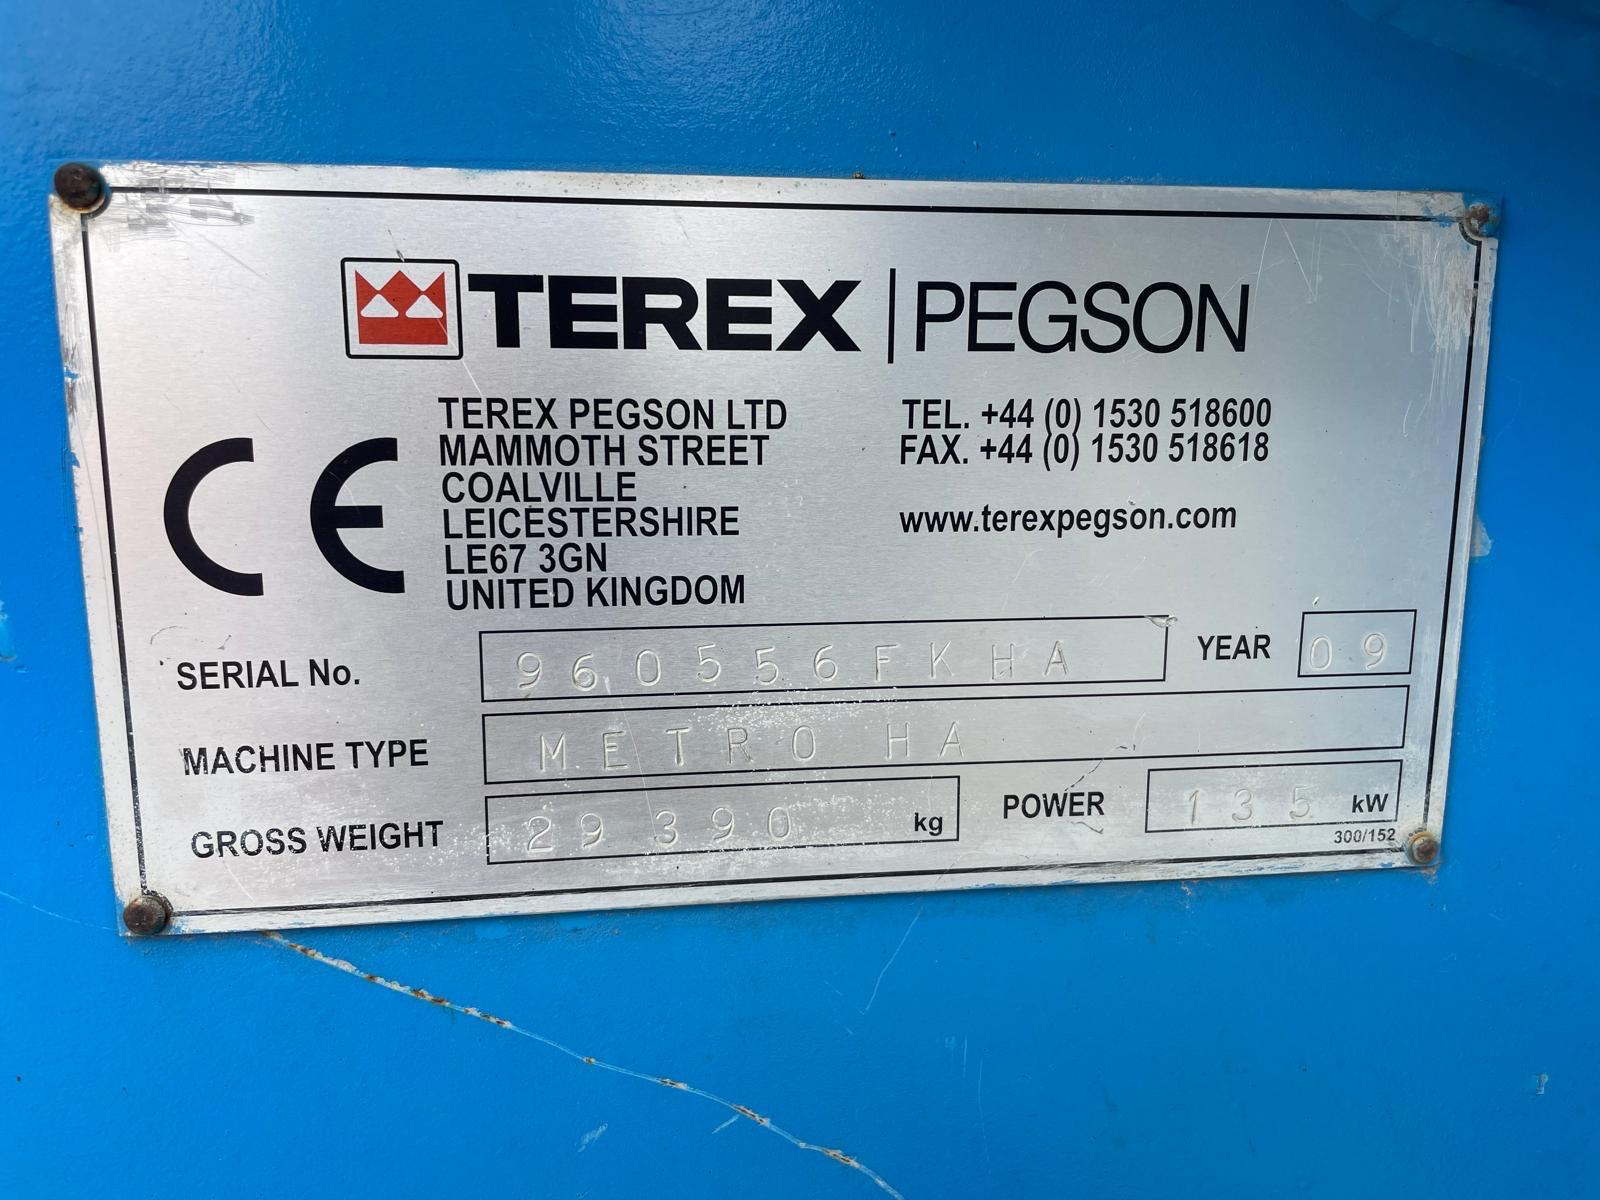 TEREX | PEGSON
TEREX PEGSON LTD
MAMMOTH STREET
COALVILLE
LEICESTERSHIRE
LE67 3GN
UNITED KINGDOM
TEL. +44 (0) 1530 518600
FAX. +44 (0) 1530 518618
www.terexpegson.com
CE
SERIAL No. 960556FKHA YEAR 09
MACHINE TYPE METRO HA
GROSS WEIGHT 29 390 kg POWER 135 kW
300/152